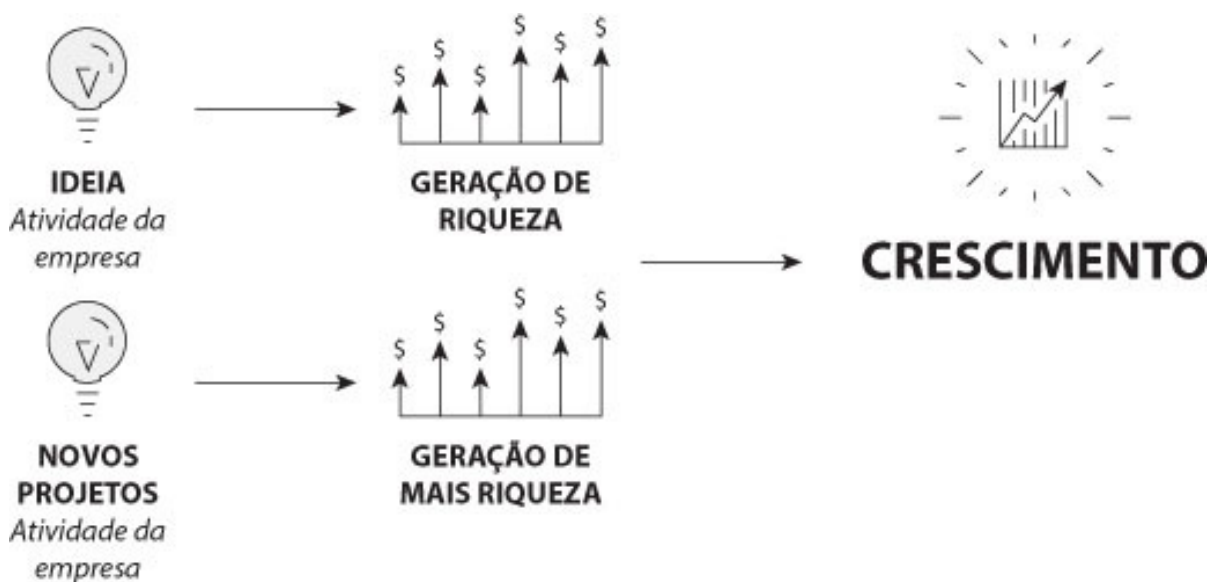 $ $ $ $ $ $
IDEIA
Atividade da
empresa
GERAÇÃO DE
RIQUEZA
CRESCIMENTO
$ $ $ $ $ $
NOVOS
PROJETOS
Atividade da
empresa
GERAÇÃO DE
MAIS RIQUEZA